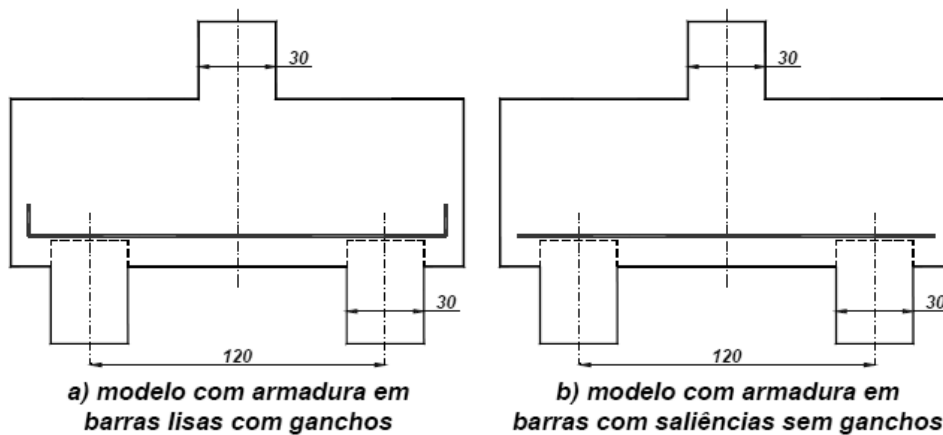 30
30
30
30
120
120
a) modelo com armadura em
barras lisas com ganchos
b) modelo com armadura em
barras com saliências sem ganchos